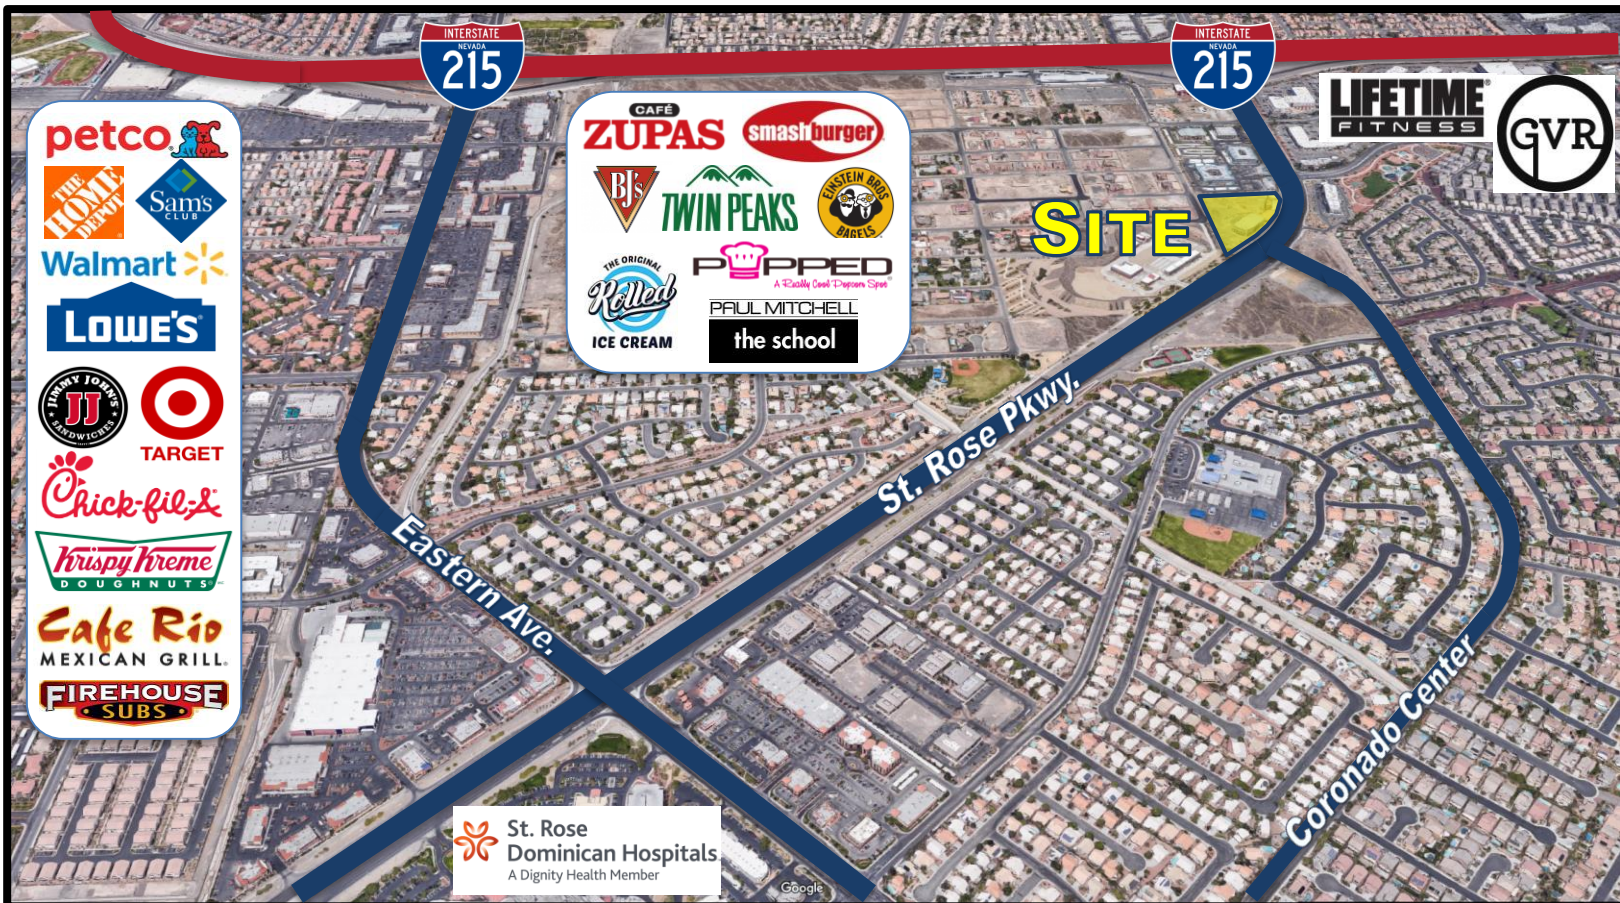 INTERSTATE
NEVADA
215
INTERSTATE
NEVADA
215
LIFETIME
FITNESS
GVR
petco
THE
HOME
DEPOT
Sam's
CLUB
Walmart
LOWE'S
JIMMY JOHN'S
JJ
SANDWICHES
TARGET
Chick-fil-A
Krispy Kreme
DOUGHNUTS
Cafe Rio
MEXICAN GRILL
FIREHOUSE
SUBS
CAFÉ
ZUPAS
smashburger
BJ's
TWIN PEAKS
EINSTEIN BROS
BAGELS
THE ORIGINAL
Rolled
ICE CREAM
POPPED
A Really Cool Popcorn Spot
PAUL MITCHELL
the school
SITE
St. Rose Pkwy.
Eastern Ave.
Coronado Center
St. Rose
Dominican Hospitals
A Dignity Health Member
Google